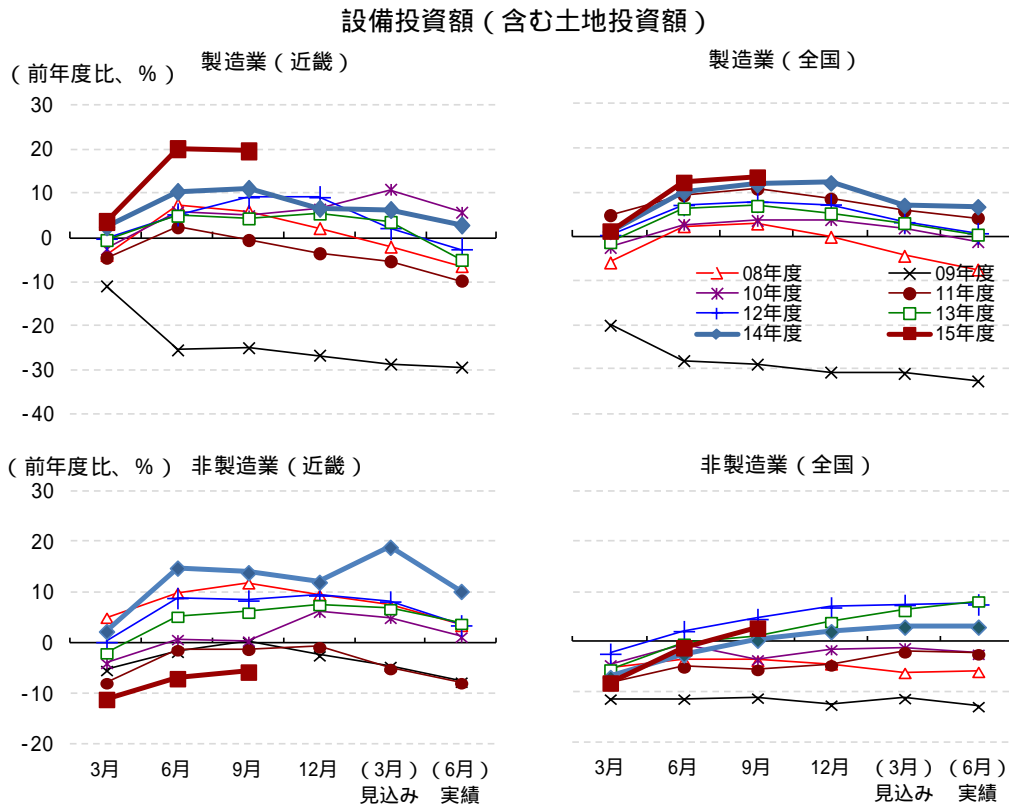 設備投資額(含む土地投資額)
製造業(近畿)
製造業(全国)
(前年度比、%)
30
20
10
0
-10
-20
-30
-40
08年度
09年度
10年度
11年度
12年度
13年度
14年度
15年度
(前年度比、%)
非製造業(近畿)
非製造業(全国)
30
20
10
0
-10
-20
3月
6月
9月
12月
(3月)
見込み
(6月)
実績
3月
6月
9月
12月
(3月)
見込み
(6月)
実績